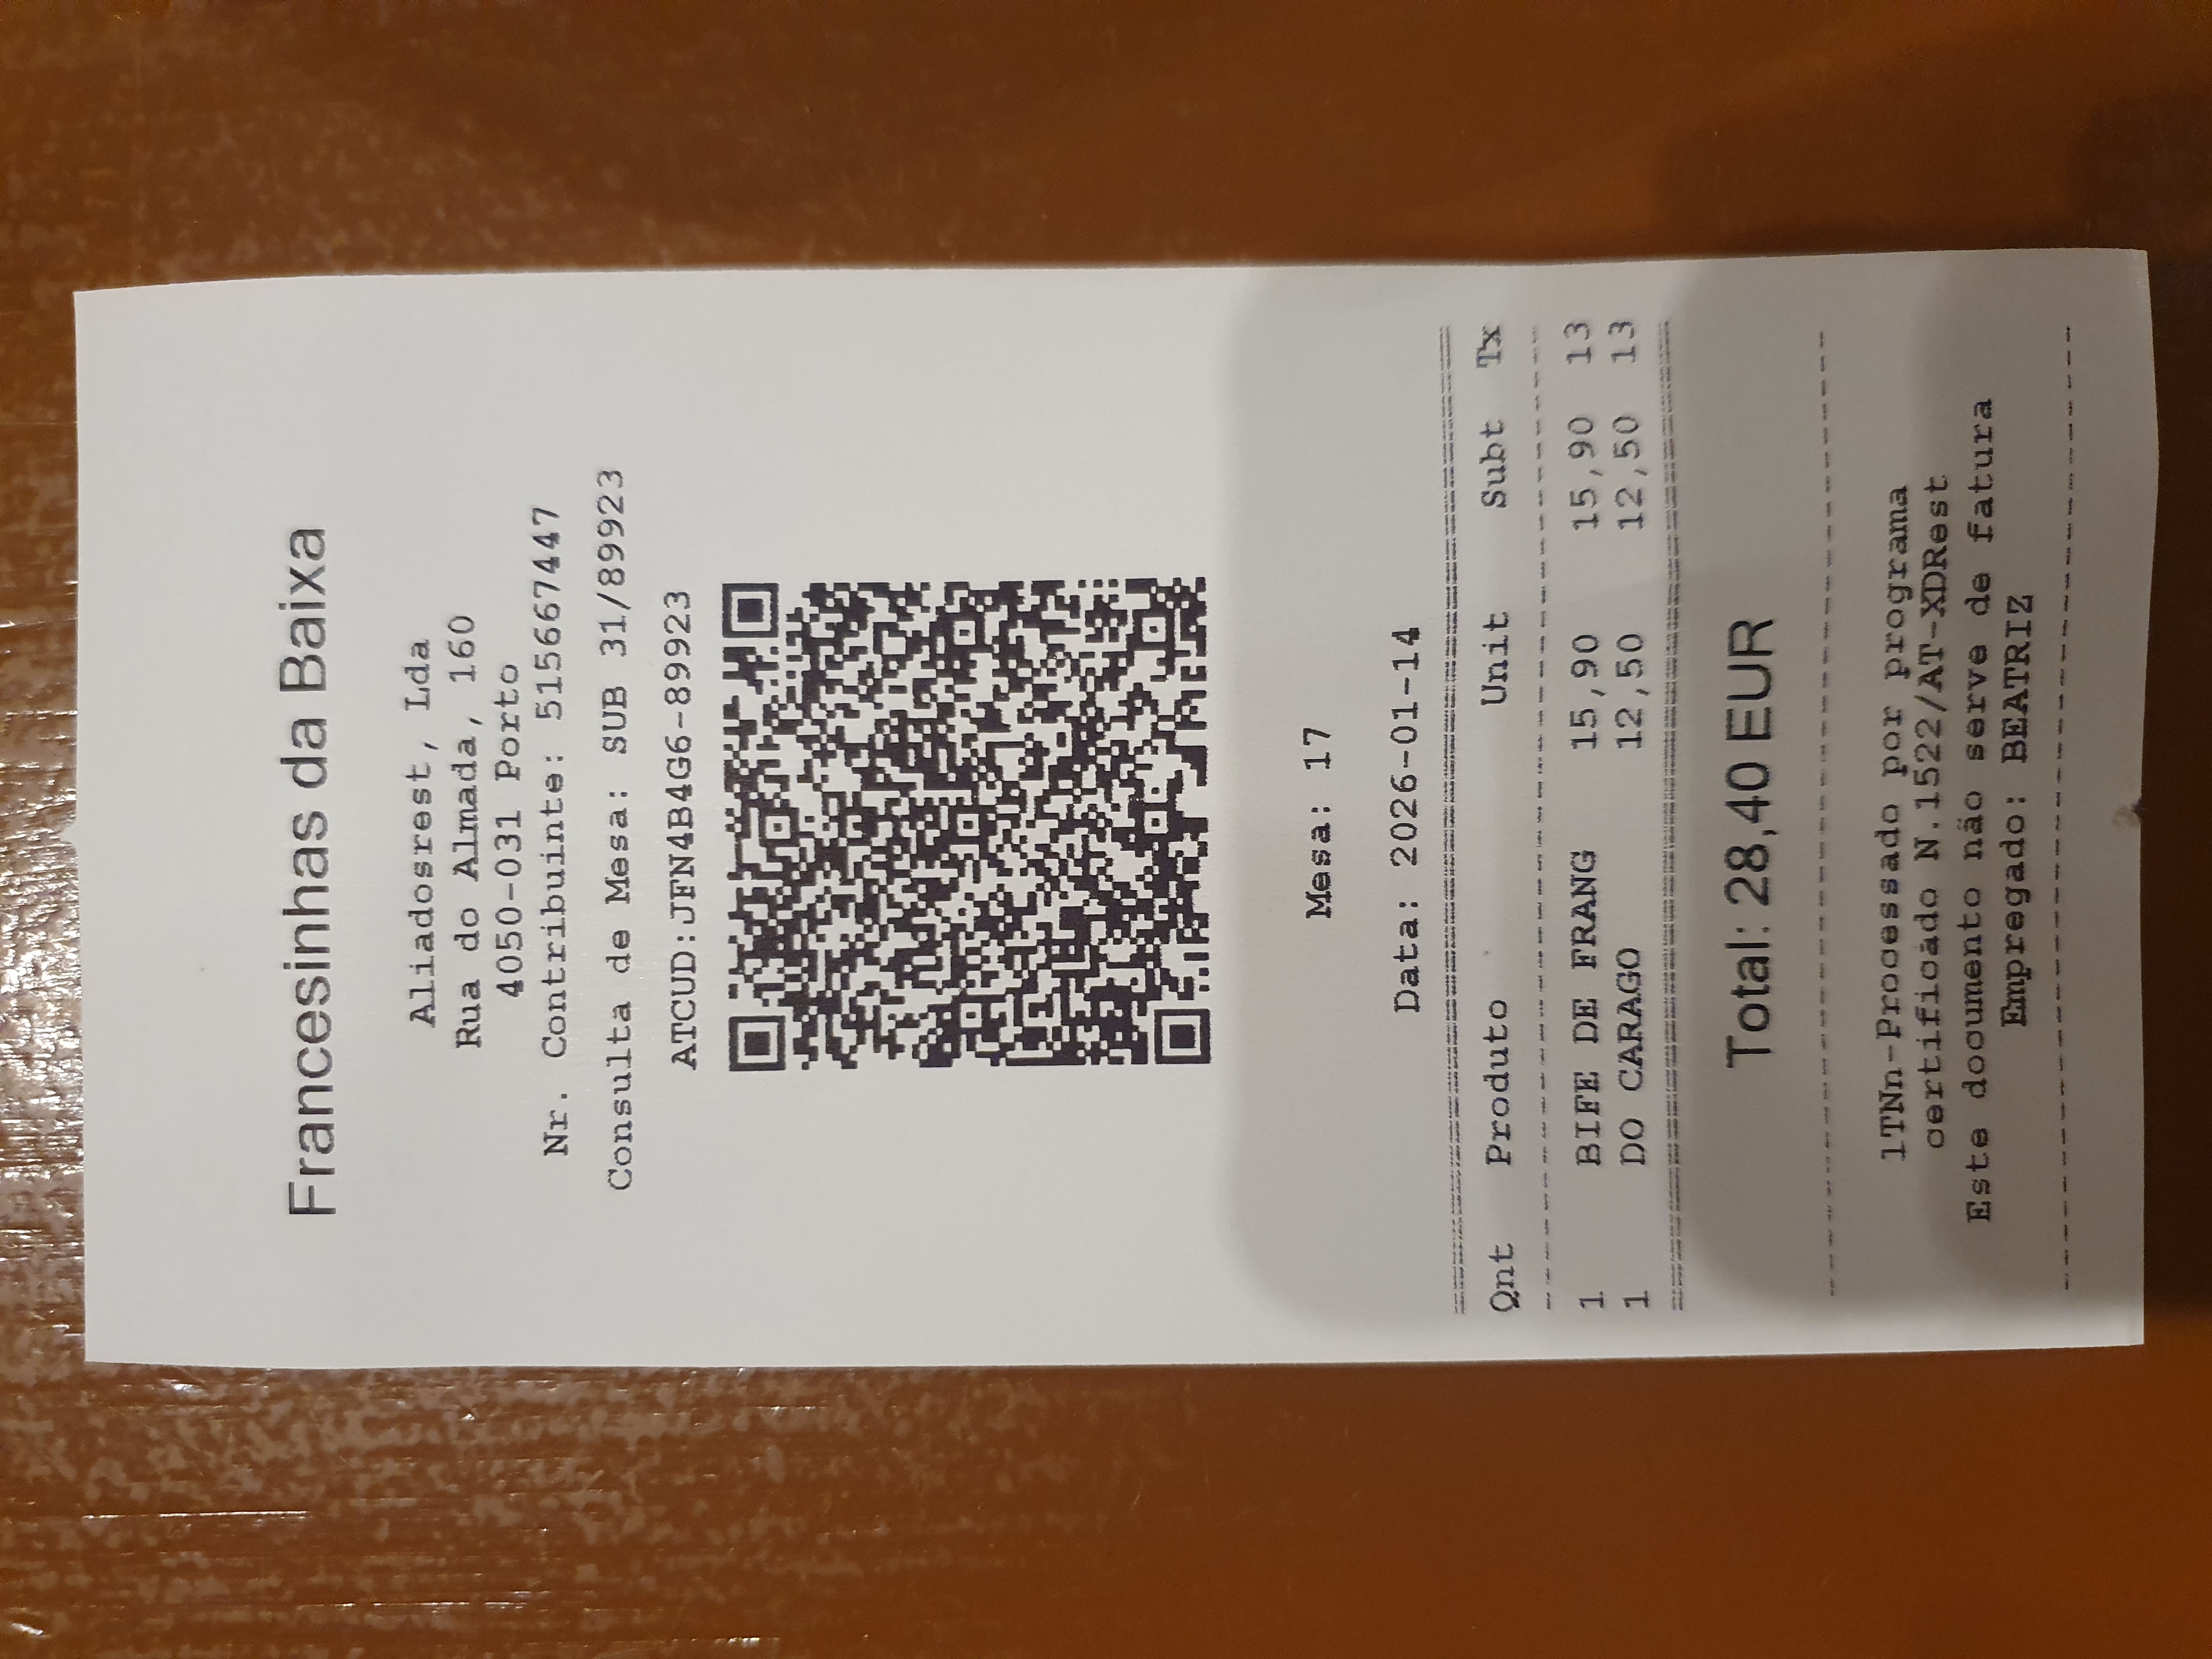 Francesinhas da Baixa
Aliadosrest, Lda
Rua do Almada, 160
4050-031 Porto
Nr. Contribuinte: 515667447
Consulta de Mesa: SUB 31/89923
ATCUD:JFN4B4G6-89923
Mesa: 17
Data: 2026-01-14
Qnt Produto Unit Subt Tx
1 BIFE DE FRANG 15,90 15,90 13
1 DO CARAGO 12,50 12,50 13
Total: 28,40 EUR
lTNn-Processado por programa
certificado N.1522/AT-XDRest
Este documento não serve de fatura
Empregado: BEATRIZ